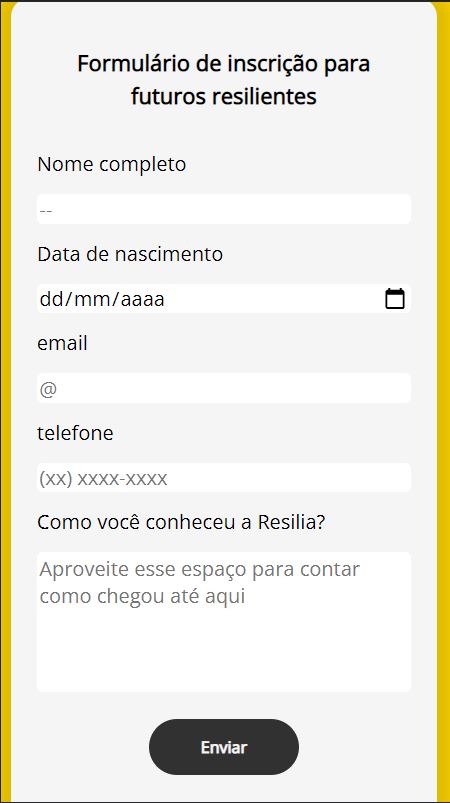 Formulário de inscrição para
futuros resilientes
Nome completo
--
Data de nascimento
dd/mm/aaaa
email
@
telefone
(xx) xxxx-xxxx
Como você conheceu a Resilia?
Aproveite esse espaço para contar
como chegou até aqui
Enviar